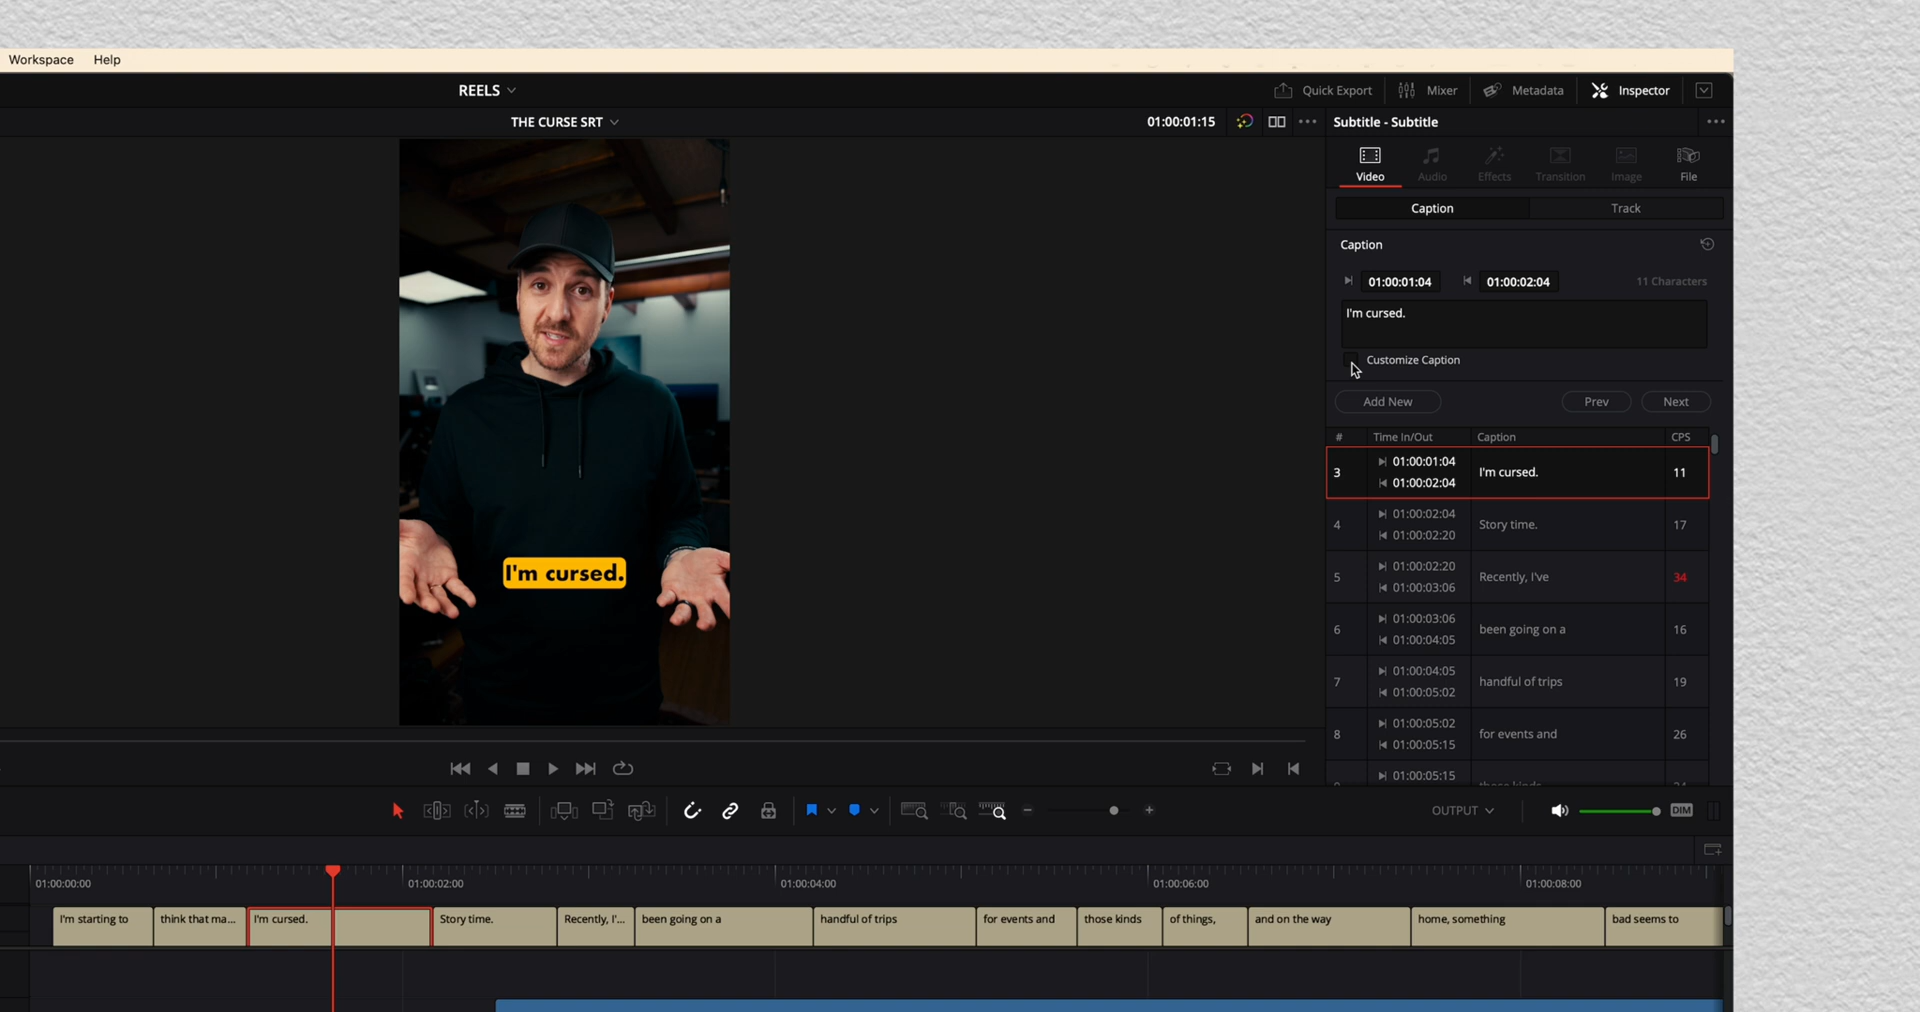 Workspace Help
REELS
Quick Export Mixer Metadata Inspector
THE CURSE SRT
01:00:01:15
Subtitle - Subtitle
Video Audio Effects Transition Image File
Caption Track
Caption
01:00:01:04 01:00:02:04 11 Characters
I'm cursed.
Customize Caption
Add New Prev Next
# Time In/Out Caption CPS
3 01:00:01:04 I'm cursed. 11
01:00:02:04
4 01:00:02:04 Story time. 17
01:00:02:20
5 01:00:02:20 Recently, I've 34
01:00:03:06
6 01:00:03:06 been going on a 16
01:00:04:05
7 01:00:04:05 handful of trips 19
01:00:05:02
8 01:00:05:02 for events and 26
01:00:05:15
01:00:05:15
I'm cursed.
OUTPUT DIM
01:00:00:00 01:00:02:00 01:00:04:00 01:00:06:00 01:00:08:00
I'm starting to think that ma... I'm cursed. Story time. Recently, I'... been going on a handful of trips for events and those kinds of things, and on the way home, something bad seems to